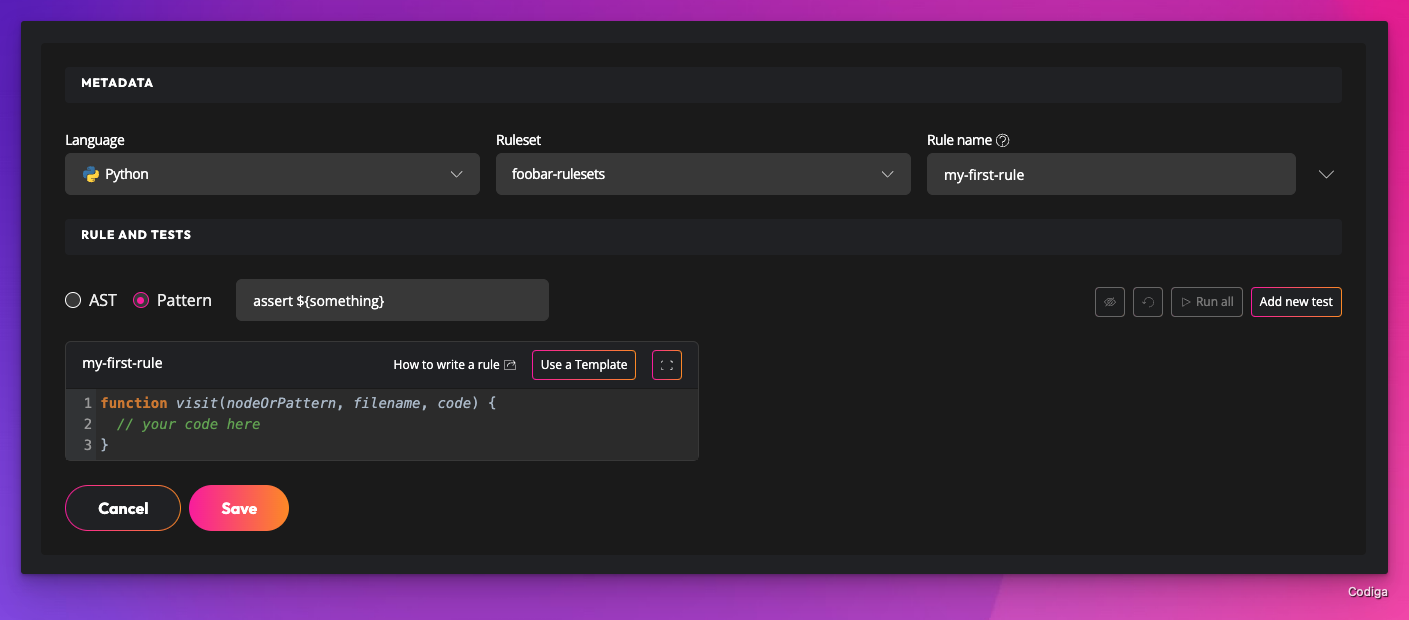 METADATA
Language Ruleset Rule name
Python foobar-rulesets my-first-rule
RULE AND TESTS
AST Pattern assert ${something} Run all Add new test
my-first-rule How to write a rule Use a Template
1 function visit(nodeOrPattern, filename, code) {
2 // your code here
3 }
Cancel Save
Codiga